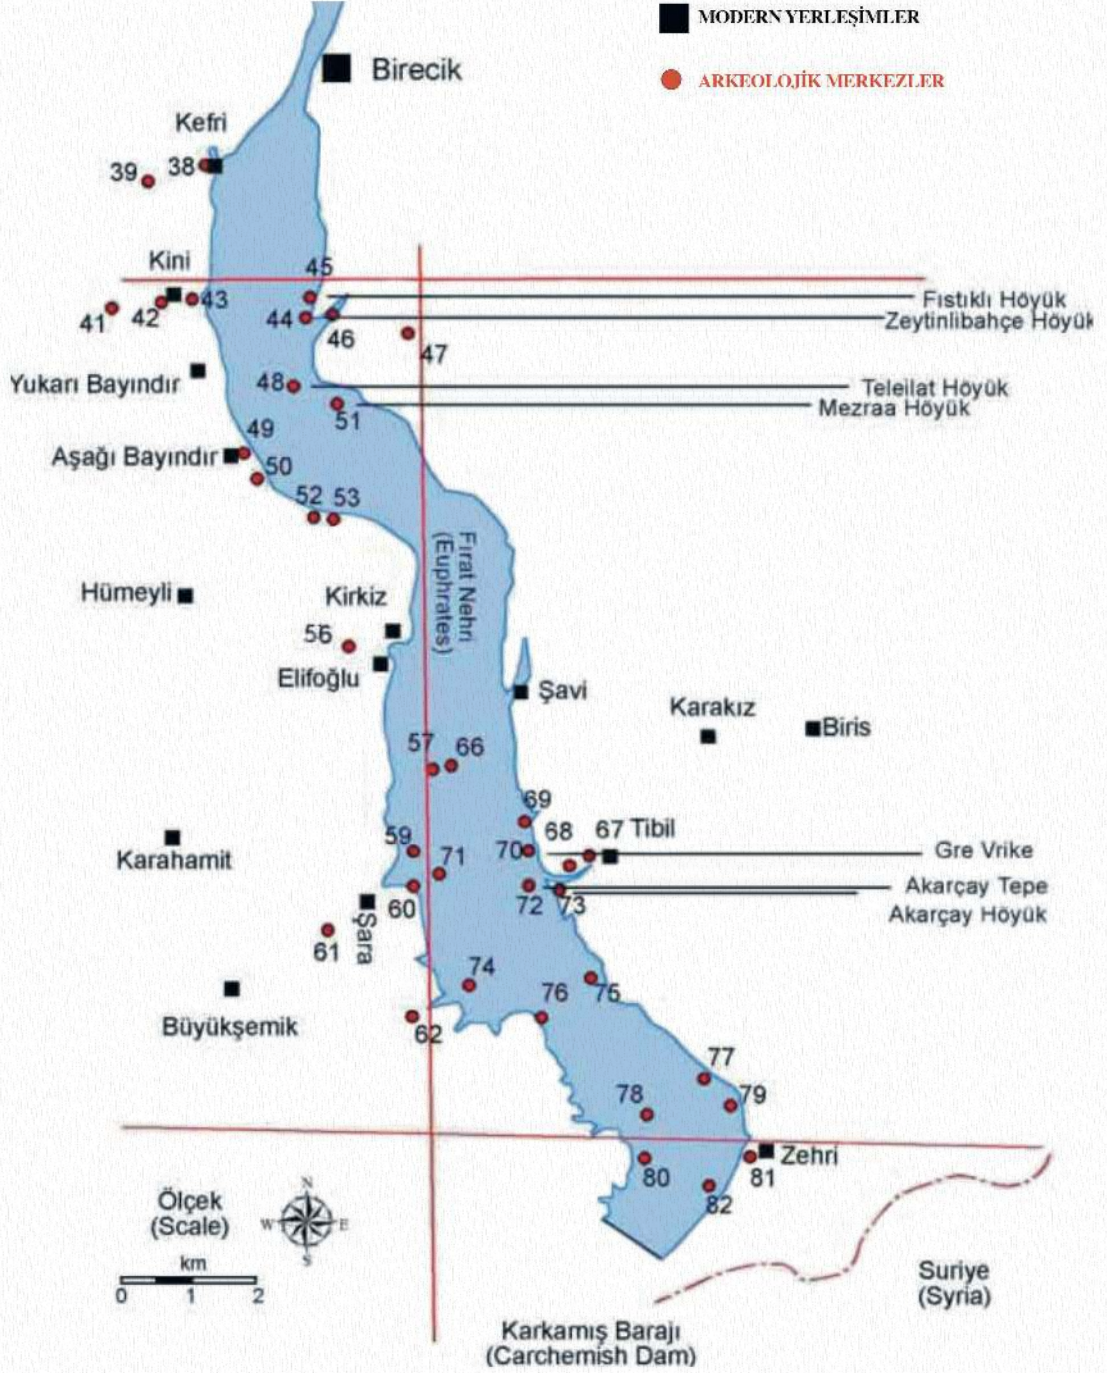 MODERN YERLEŞİMLER
Birecik
ARKEOLOJİK MERKEZLER
Kefri
39
38
Kini
45
43
Fıstıklı Höyük
41
42
44
46
Zeytinlibahçe Höyük
47
Yukarı Bayındır
48
Teleilat Höyük
51
Mezraa Höyük
49
Aşağı Bayındır
50
52
53
Fırat Nehri
(Euphrates)
Hümeyli
Kirkiz
56
Elifoğlu
Şavi
Karakız
Biris
57
66
69
68
67
Tibil
59
70
Gre Vrike
Karahamit
71
60
72
73
Akarçay Tepe
Akarçay Höyük
Şara
61
74
75
76
Büyükşemik
62
77
78
79
80
81
Zehri
82
Ölçek
(Scale)
N
W
E
S
km
0
1
2
Suriye
(Syria)
Karkamış Barajı
(Carchemish Dam)